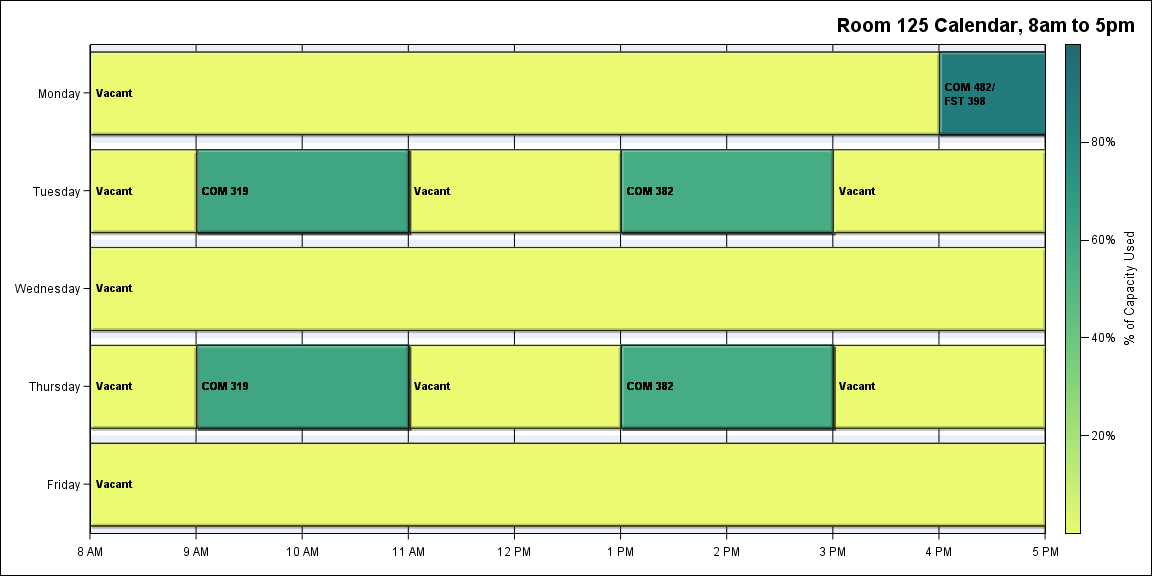 Room 125 Calendar, 8am to 5pm
Monday
Vacant
COM 482/
FST 398
Tuesday
Vacant
COM 319
Vacant
COM 382
Vacant
Wednesday
Vacant
Thursday
Vacant
COM 319
Vacant
COM 382
Vacant
Friday
Vacant
8 AM
9 AM
10 AM
11 AM
12 PM
1 PM
2 PM
3 PM
4 PM
5 PM
80%
60%
40%
20%
% of Capacity Used